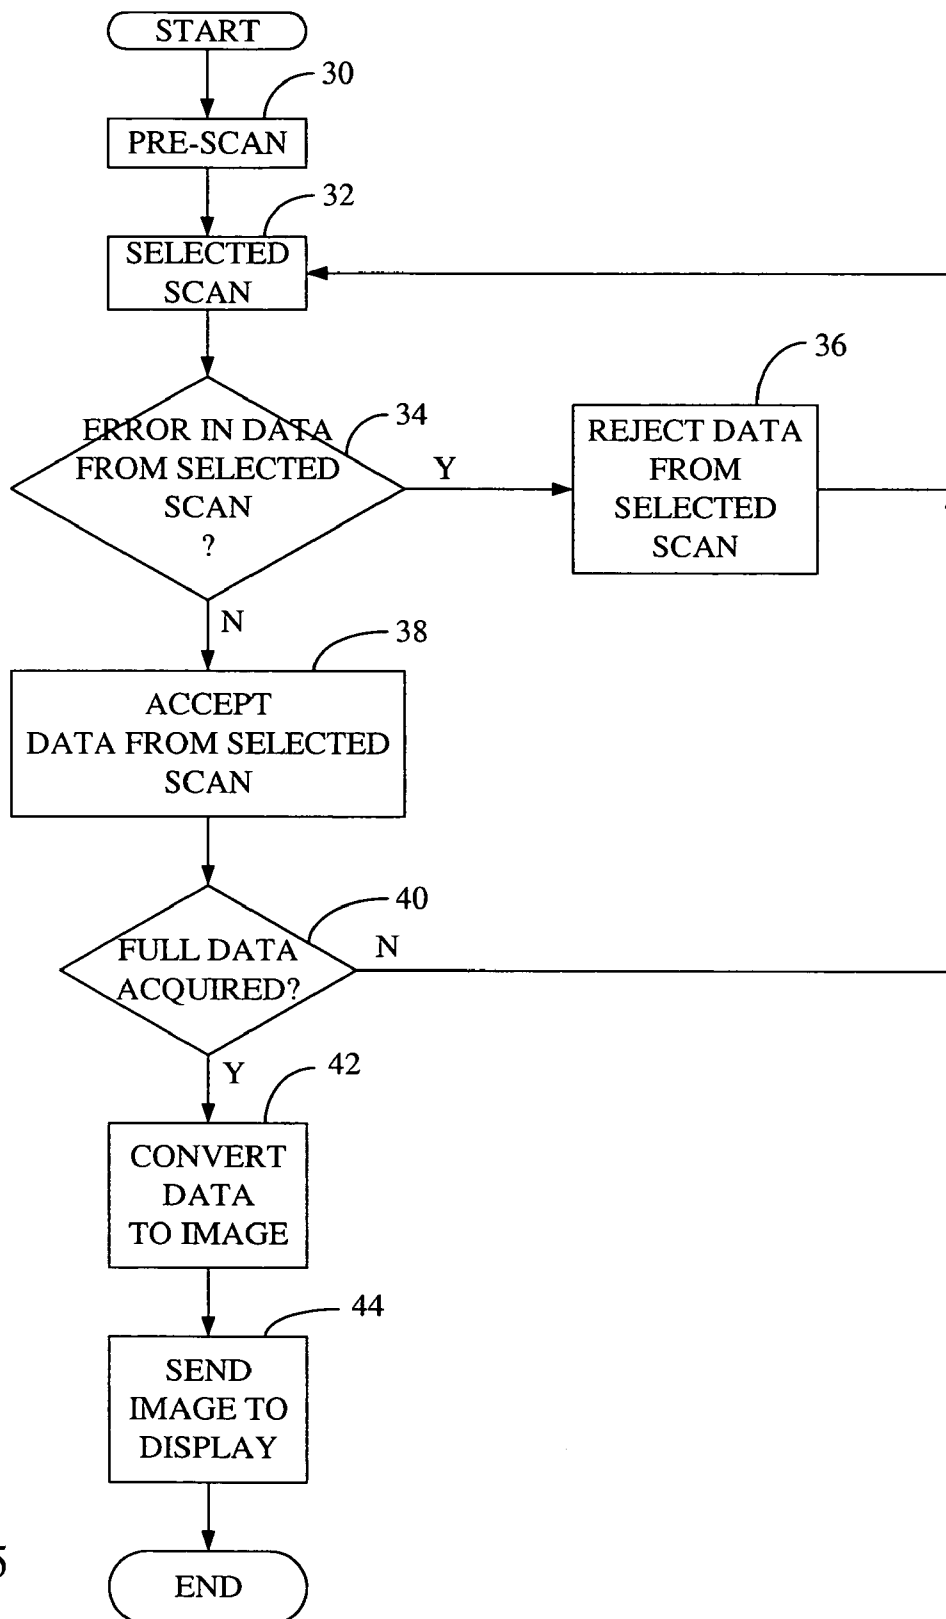 START
30
PRE-SCAN
32
SELECTED
SCAN
36
34
ERROR IN DATA
FROM SELECTED
SCAN
?
Y
REJECT DATA
FROM
SELECTED
SCAN
N
38
ACCEPT
DATA FROM SELECTED
SCAN
40
FULL DATA
ACQUIRED?
N
Y
42
CONVERT
DATA
TO IMAGE
44
SEND
IMAGE TO
DISPLAY
5
END